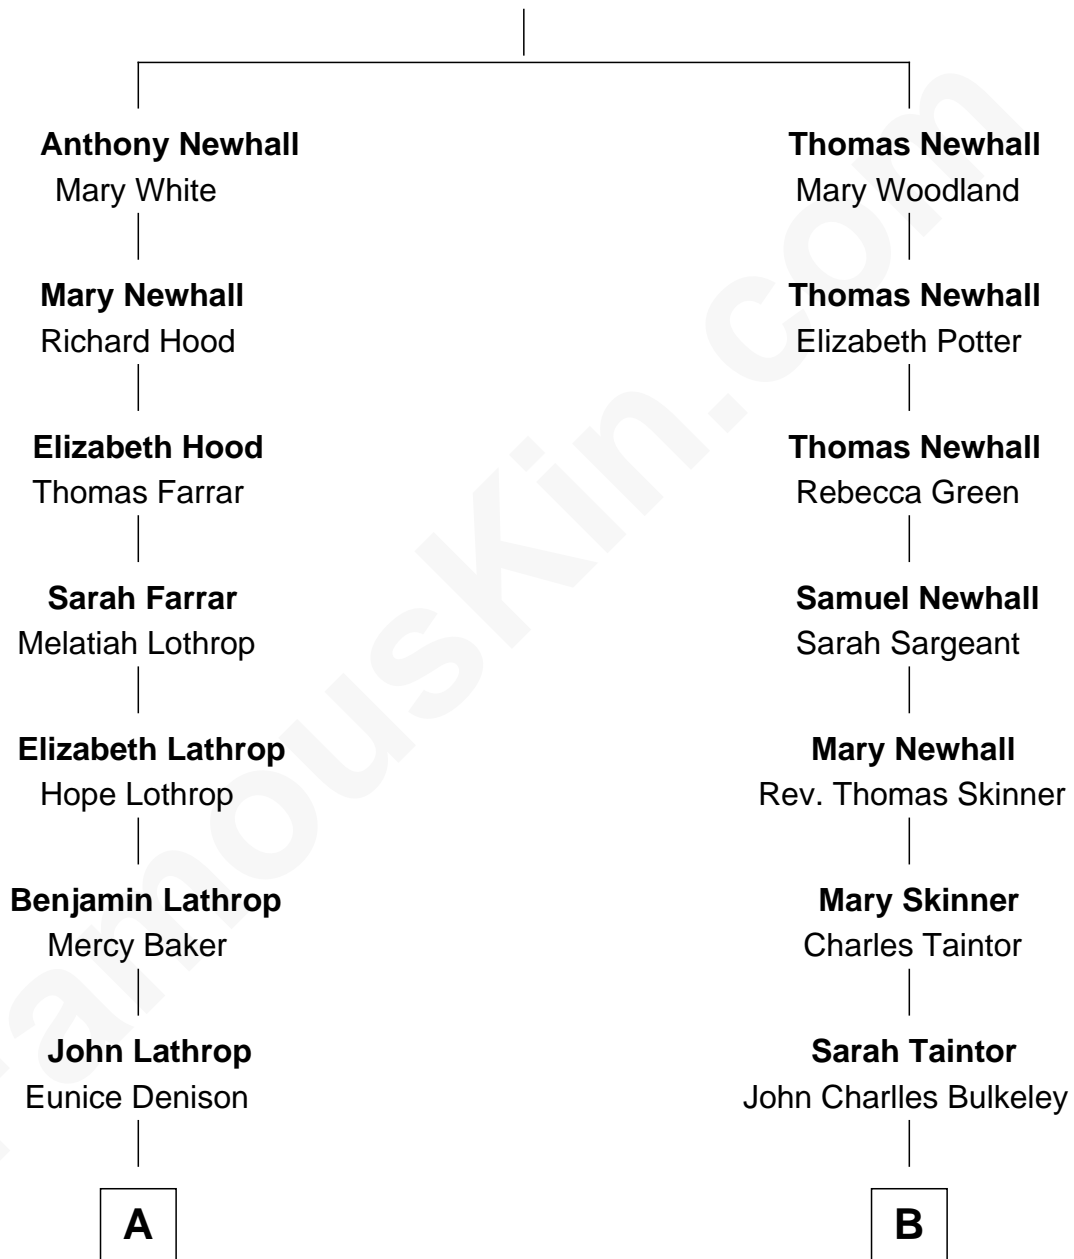 Anthony Newhall
Mary White
Mary Newhall
Richard Hood
Elizabeth Hood
Thomas Farrar
Sarah Farrar
Melatiah Lothrop
Elizabeth Lathrop
Hope Lothrop
Benjamin Lathrop
Mercy Baker
John Lathrop
Eunice Denison
A
Thomas Newhall
Mary Woodland
Thomas Newhall
Elizabeth Potter
Thomas Newhall
Rebecca Green
Samuel Newhall
Sarah Sargeant
Mary Newhall
Rev. Thomas Skinner
Mary Skinner
Charles Taintor
Sarah Taintor
John Charlles Bulkeley
B
FamousKin.com